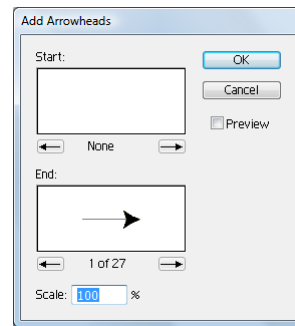 Add Arrowheads
Start:
OK
Cancel
Preview
None
End:
1 of 27
Scale: 100 %